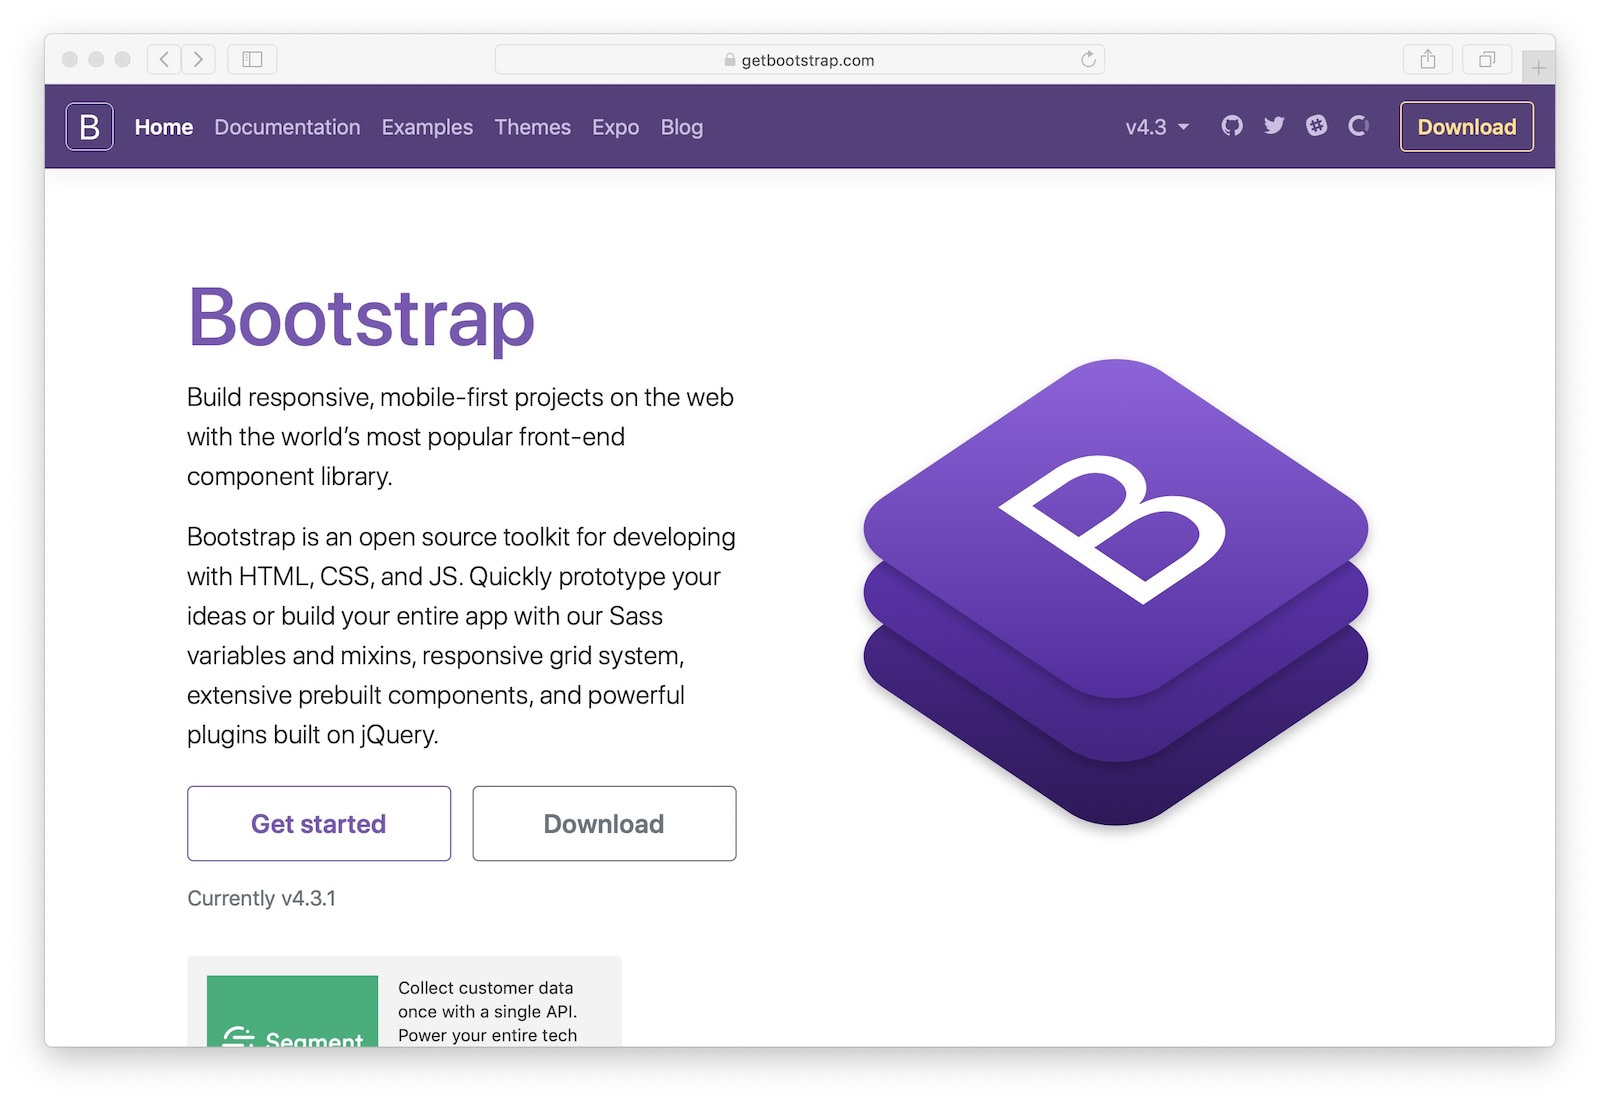 getbootstrap.com
B Home Documentation Examples Themes Expo Blog v4.3 Download
Bootstrap
Build responsive, mobile-first projects on the web
with the world’s most popular front-end
component library.
Bootstrap is an open source toolkit for developing
with HTML, CSS, and JS. Quickly prototype your
ideas or build your entire app with our Sass
variables and mixins, responsive grid system,
extensive prebuilt components, and powerful
plugins built on jQuery.
B
Get started Download
Currently v4.3.1
Collect customer data
once with a single API.
Power your entire tech
Segment